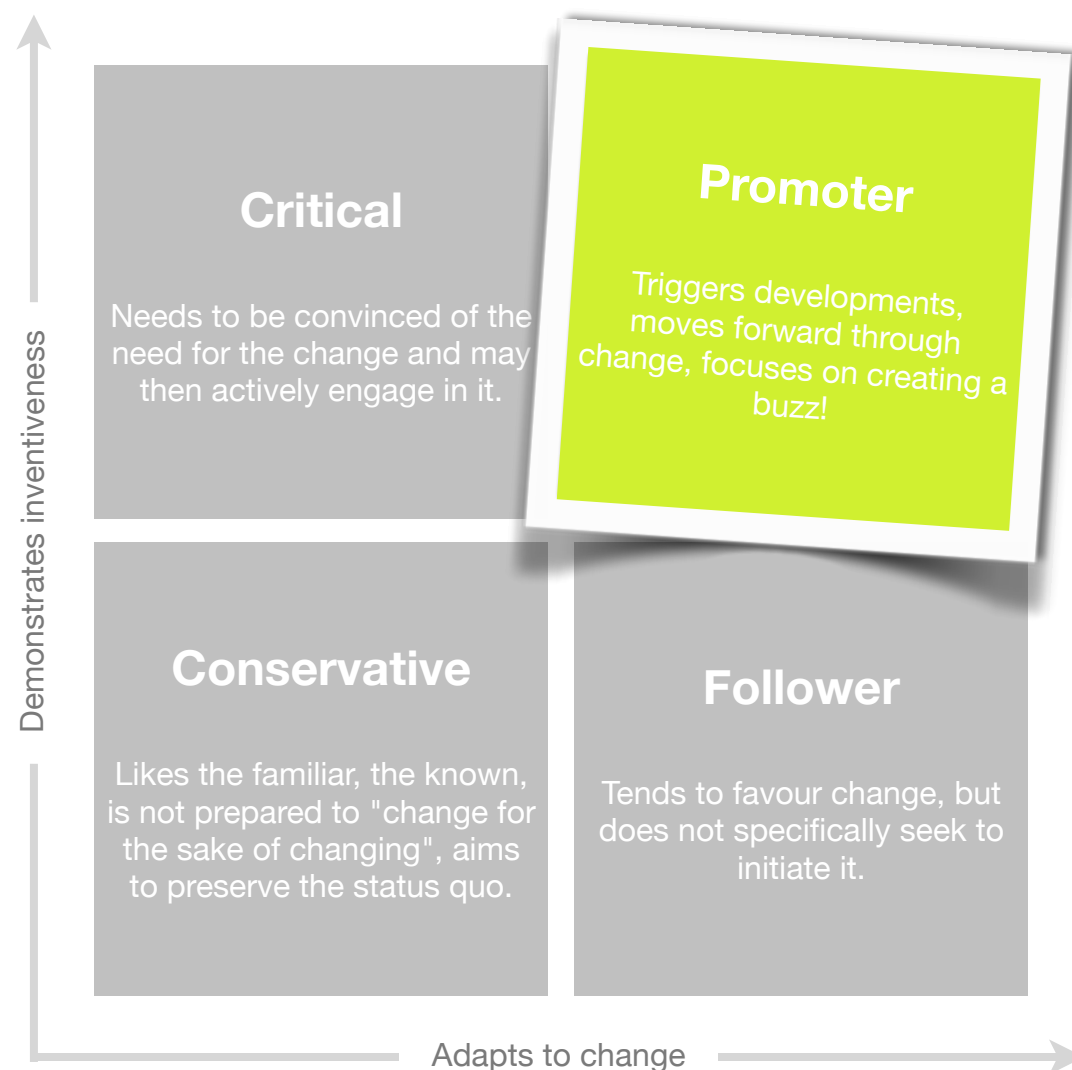 Critical
Needs to be convinced of the
need for the change and may
then actively engage in it.
Promoter
Triggers developments,
moves forward through
change, focuses on creating a
buzz!
Conservative
Likes the familiar, the known,
is not prepared to "change for
the sake of changing", aims
to preserve the status quo.
Follower
Tends to favour change, but
does not specifically seek to
initiate it.
Demonstrates inventiveness
Adapts to change